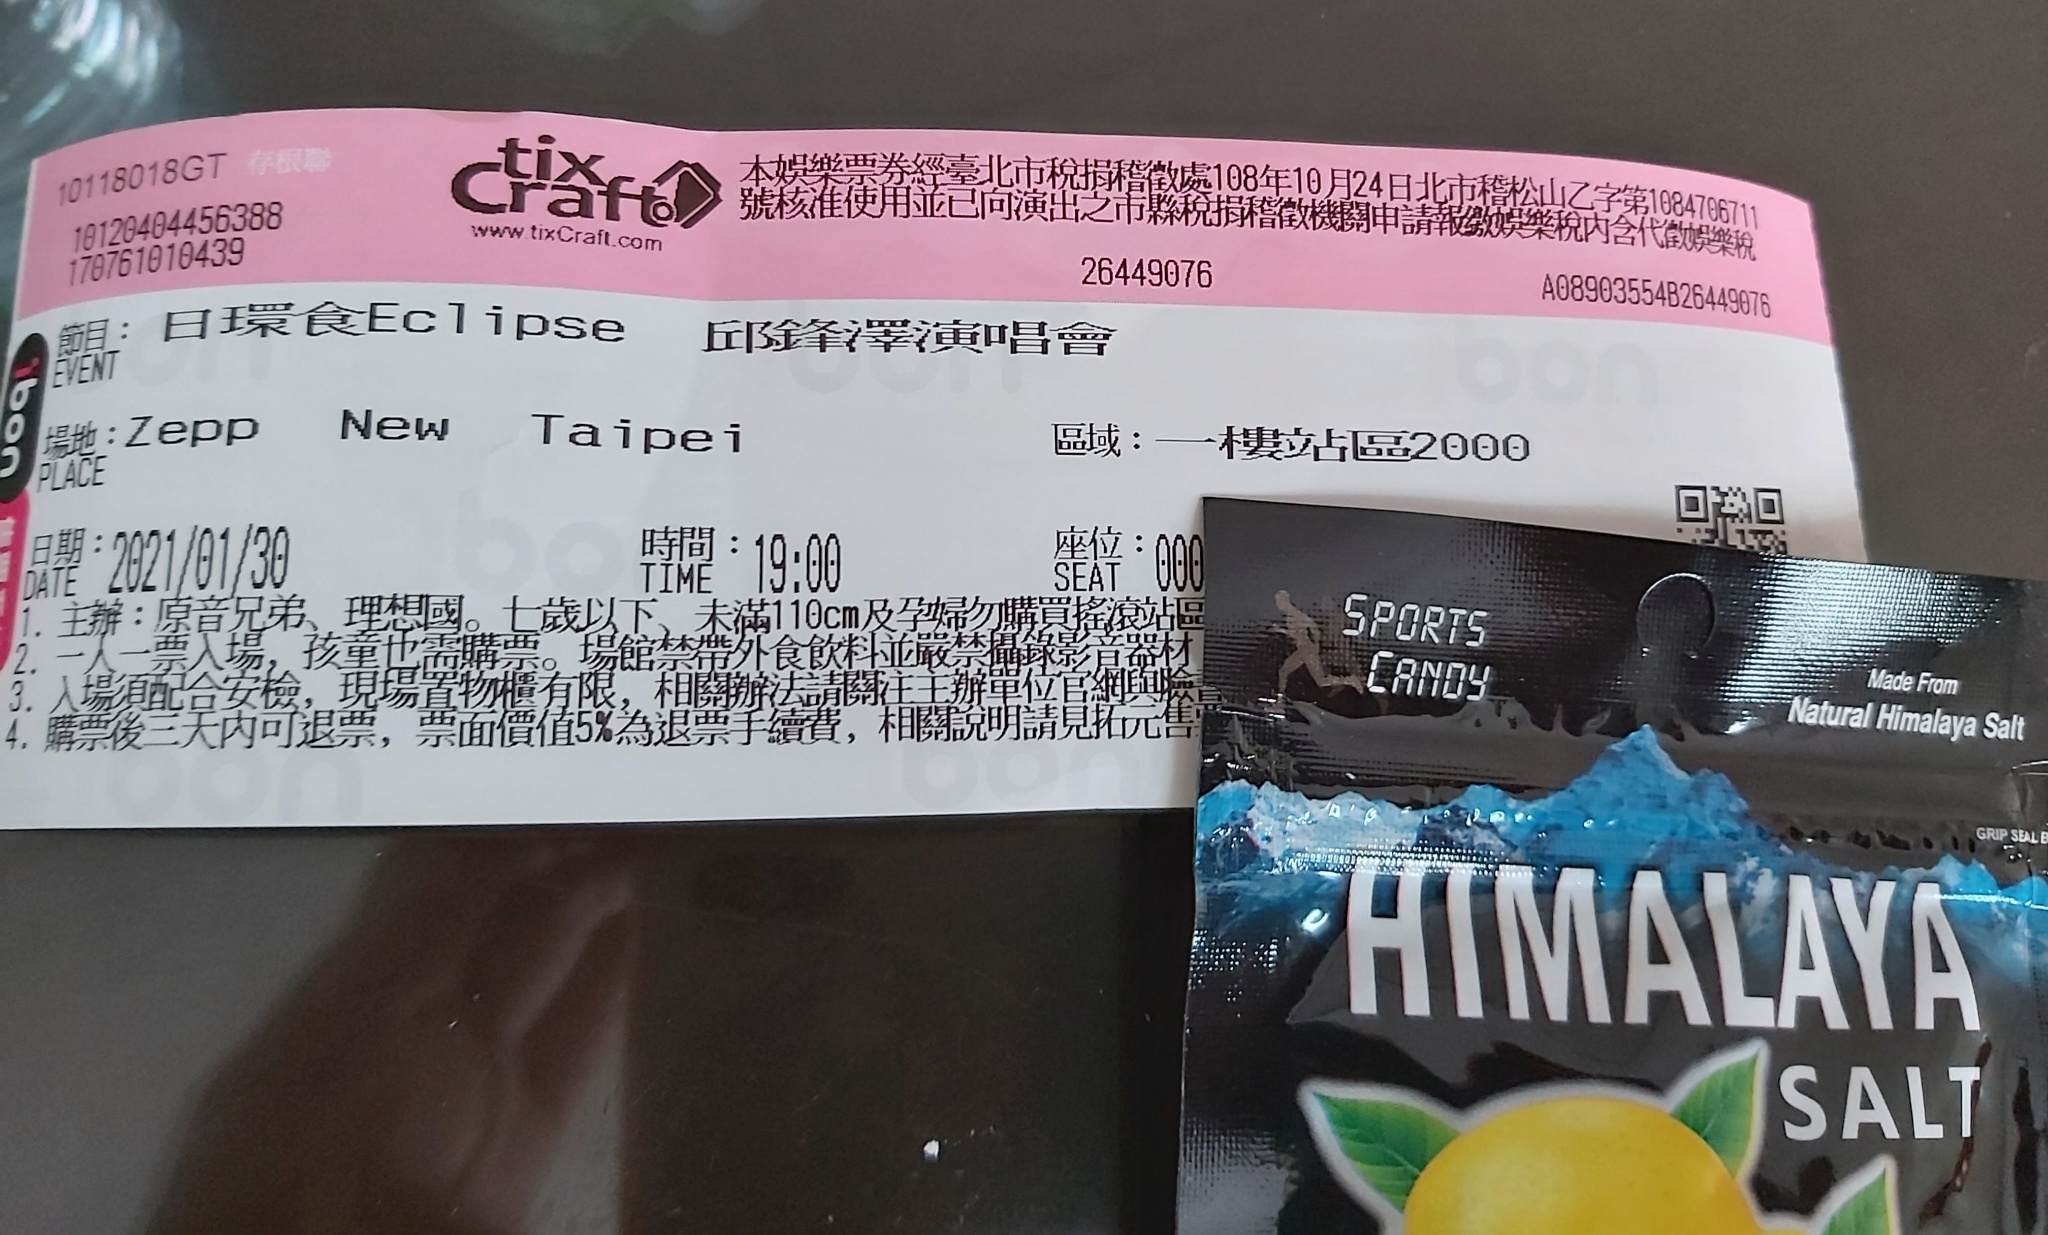 10118018GT 存根聯
10120404456388
170761010439
tix
Craft
www.tixCraft.com
本娛樂票券經臺北市稅捐稽徵處108年10月24日北市稽松山乙字第1084706711
號核准使用並已向演出之市縣稅捐稽徵機關申請報繳娛樂稅內含代徵娛樂稅
26449076
A08903554B26449076
節目：日環食Eclipse 邱鋒澤演唱會
EVENT
場地：Zepp New Taipei
PLACE
區域：一樓站區2000
日期：2021/01/30
DATE
時間：19:00
TIME
座位：000
SEAT
1. 主辦：原音兄弟、理想國。七歲以下、未滿110cm及孕婦勿購買搖滾站區
2. 一人一票入場，孩童也需購票。場館禁帶外食飲料並嚴禁攝錄影音器材
3. 入場須配合安檢，現場置物櫃有限，相關辦法請關注主辦單位官網與
4. 購票後三天內可退票，票面價值5%為退票手續費，相關說明請見拓元售
ibon
bon
bon
bon
bon
bon
bon
SPORTS
CANDY
Made From
Natural Himalaya Salt
GRIP SEAL
HIMALAYA
SALT